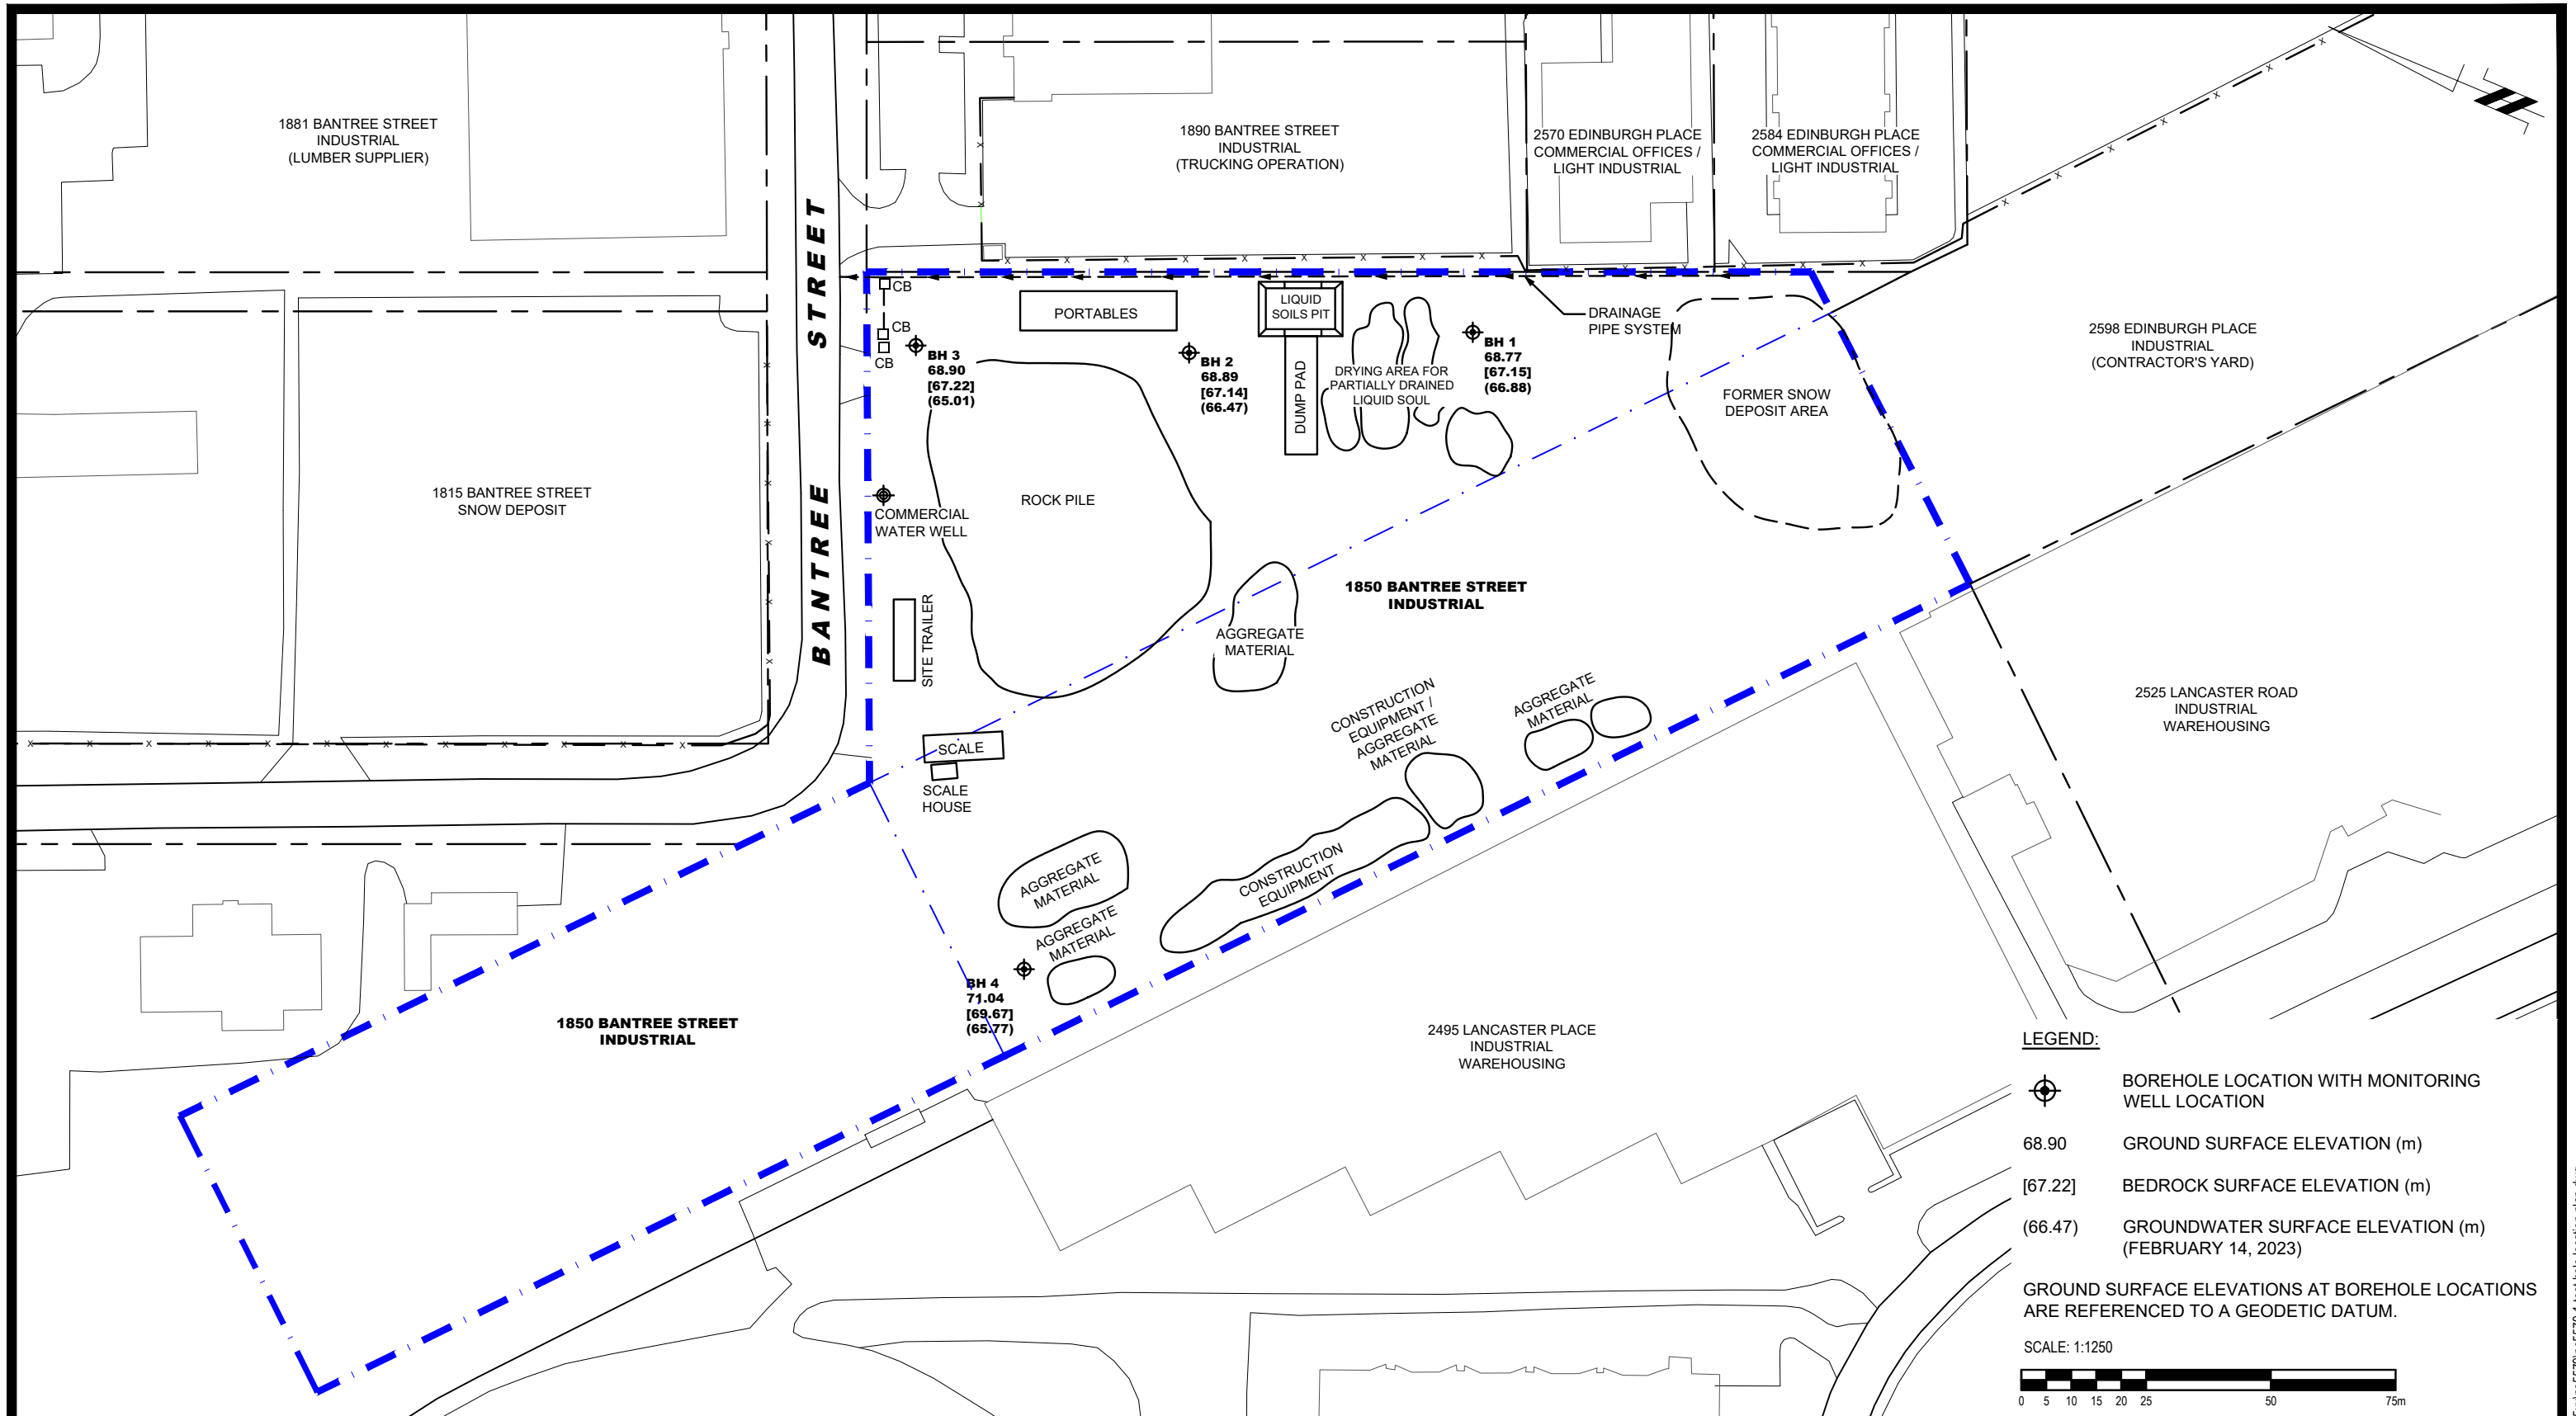 1881 BANTREE STREET
INDUSTRIAL
(LUMBER SUPPLIER)
1890 BANTREE STREET
INDUSTRIAL
(TRUCKING OPERATION)
2570 EDINBURGH PLACE
COMMERCIAL OFFICES /
LIGHT INDUSTRIAL
2584 EDINBURGH PLACE
COMMERCIAL OFFICES /
LIGHT INDUSTRIAL
BANTREE STREET
CB
CB
CB
PORTABLES
LIQUID
SOILS PIT
DUMP PAD
DRAINAGE
PIPE SYSTEM
BH 3
68.90
[67.22]
(65.01)
BH 2
68.89
[67.14]
(66.47)
DRYING AREA FOR
PARTIALLY DRAINED
LIQUID SOUL
BH 1
68.77
[67.15]
(66.88)
FORMER SNOW
DEPOSIT AREA
2598 EDINBURGH PLACE
INDUSTRIAL
(CONTRACTOR'S YARD)
1815 BANTREE STREET
SNOW DEPOSIT
COMMERCIAL
WATER WELL
ROCK PILE
SITE TRAILER
AGGREGATE
MATERIAL
1850 BANTREE STREET
INDUSTRIAL
SCALE
SCALE
HOUSE
CONSTRUCTION
EQUIPMENT /
AGGREGATE
MATERIAL
AGGREGATE
MATERIAL
2525 LANCASTER ROAD
INDUSTRIAL
WAREHOUSING
AGGREGATE
MATERIAL
CONSTRUCTION
EQUIPMENT
AGGREGATE
MATERIAL
BH 4
71.04
[69.67]
(65.77)
1850 BANTREE STREET
INDUSTRIAL
2495 LANCASTER PLACE
INDUSTRIAL
WAREHOUSING
LEGEND:
BOREHOLE LOCATION WITH MONITORING
WELL LOCATION
68.90 GROUND SURFACE ELEVATION (m)
[67.22] BEDROCK SURFACE ELEVATION (m)
(66.47) GROUNDWATER SURFACE ELEVATION (m)
(FEBRUARY 14, 2023)
GROUND SURFACE ELEVATIONS AT BOREHOLE LOCATIONS
ARE REFERENCED TO A GEODETIC DATUM.
SCALE: 1:1250
0 5 10 15 20 25 50 75m